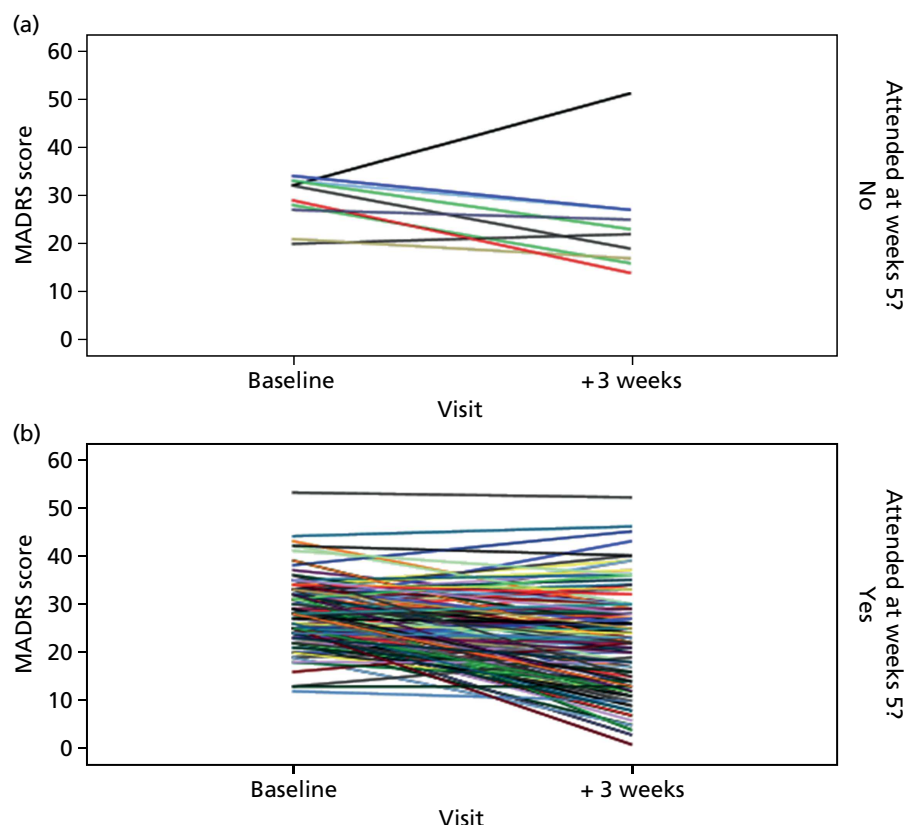 (a)
60
50
40
30
20
10
0
MADRS score
Baseline
+ 3 weeks
Visit
Attended at weeks 5?
No
(b)
60
50
40
30
20
10
0
MADRS score
Baseline
+ 3 weeks
Visit
Attended at weeks 5?
Yes